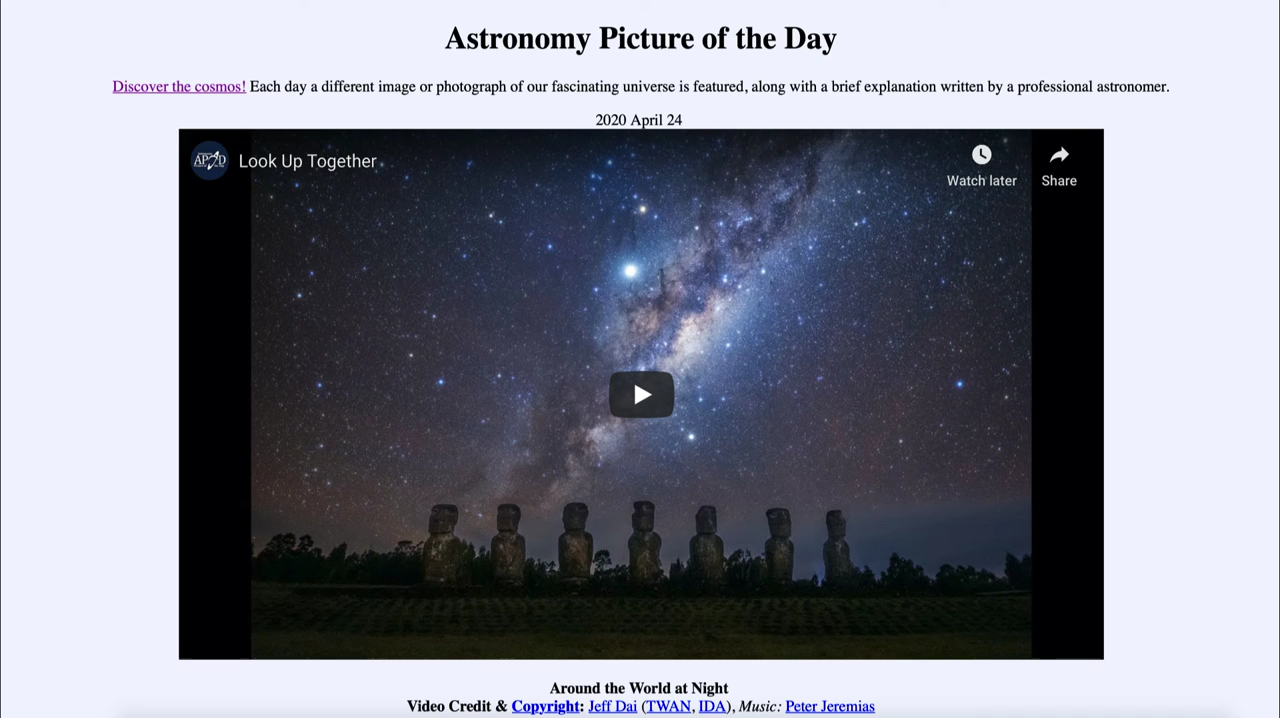 Astronomy Picture of the Day
Discover the cosmos! Each day a different image or photograph of our fascinating universe is featured, along with a brief explanation written by a professional astronomer.
2020 April 24
APOD
Look Up Together
Watch later
Share
Around the World at Night
Video Credit & Copyright: Jeff Dai (TWAN, IDA), Music: Peter Jeremias